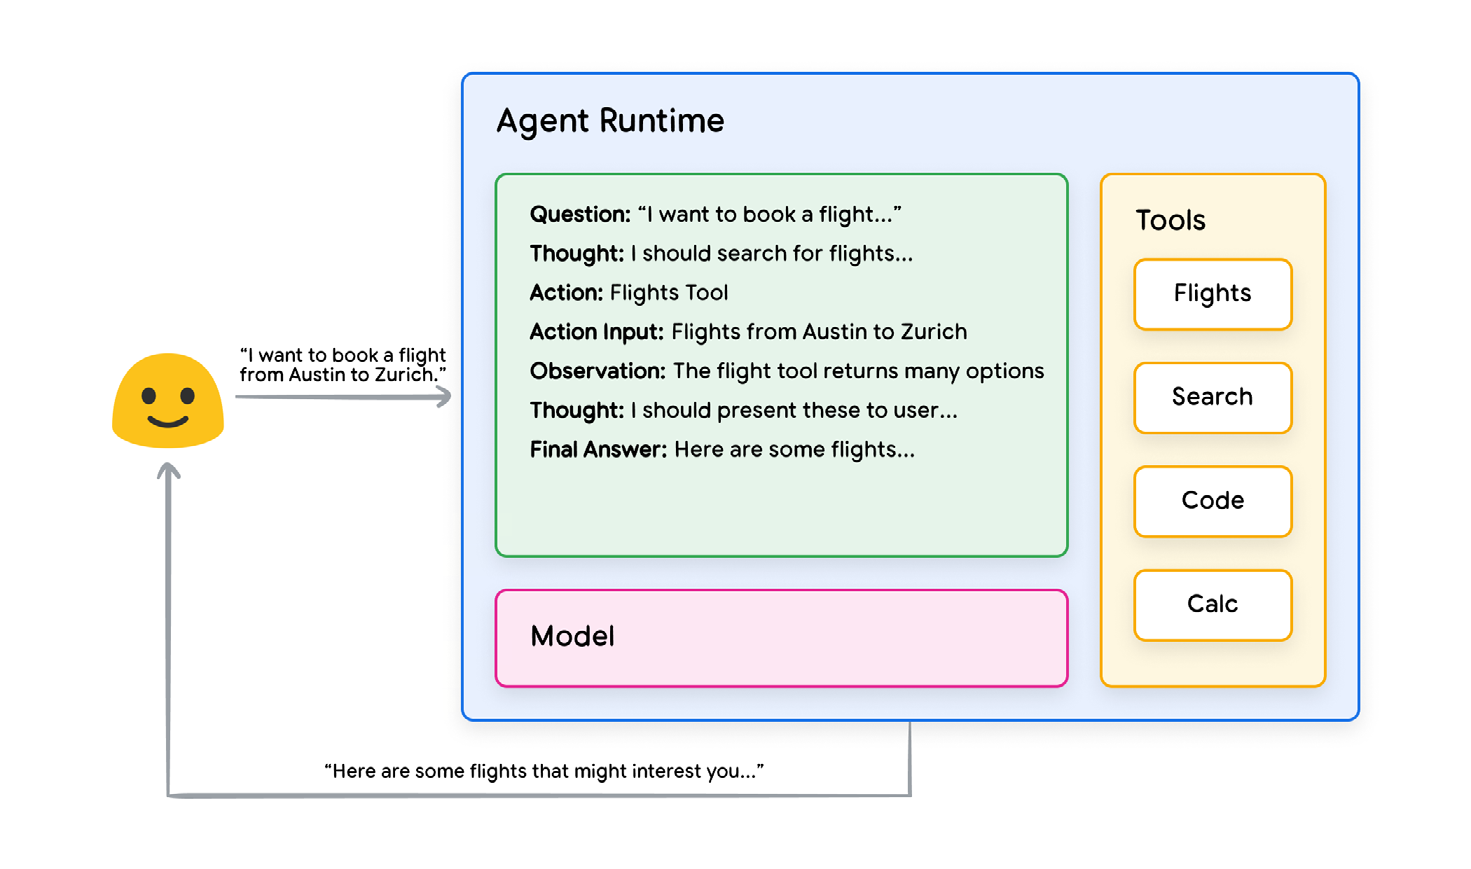 Agent Runtime
Question: “I want to book a flight...”
Thought: I should search for flights...
Action: Flights Tool
Action Input: Flights from Austin to Zurich
Observation: The flight tool returns many options
Thought: I should present these to user...
Final Answer: Here are some flights...
Model
Tools
Flights
Search
Code
Calc
“I want to book a flight
from Austin to Zurich.”
“Here are some flights that might interest you...”